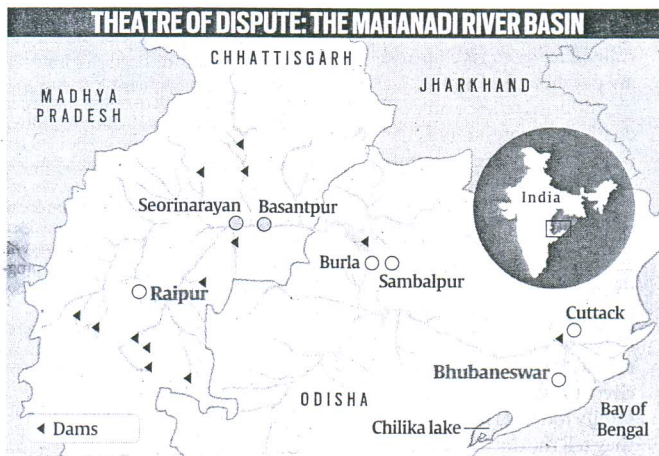 THEATRE OF DISPUTE: THE MAHANADI RIVER BASIN
CHHATTISGARH
JHARKHAND
MADHYA
PRADESH
India
Seorinarayan
Basantpur
Burla
Sambalpur
Raipur
Cuttack
Bhubaneswar
ODISHA
Bay of
Bengal
Chilika lake
Dams